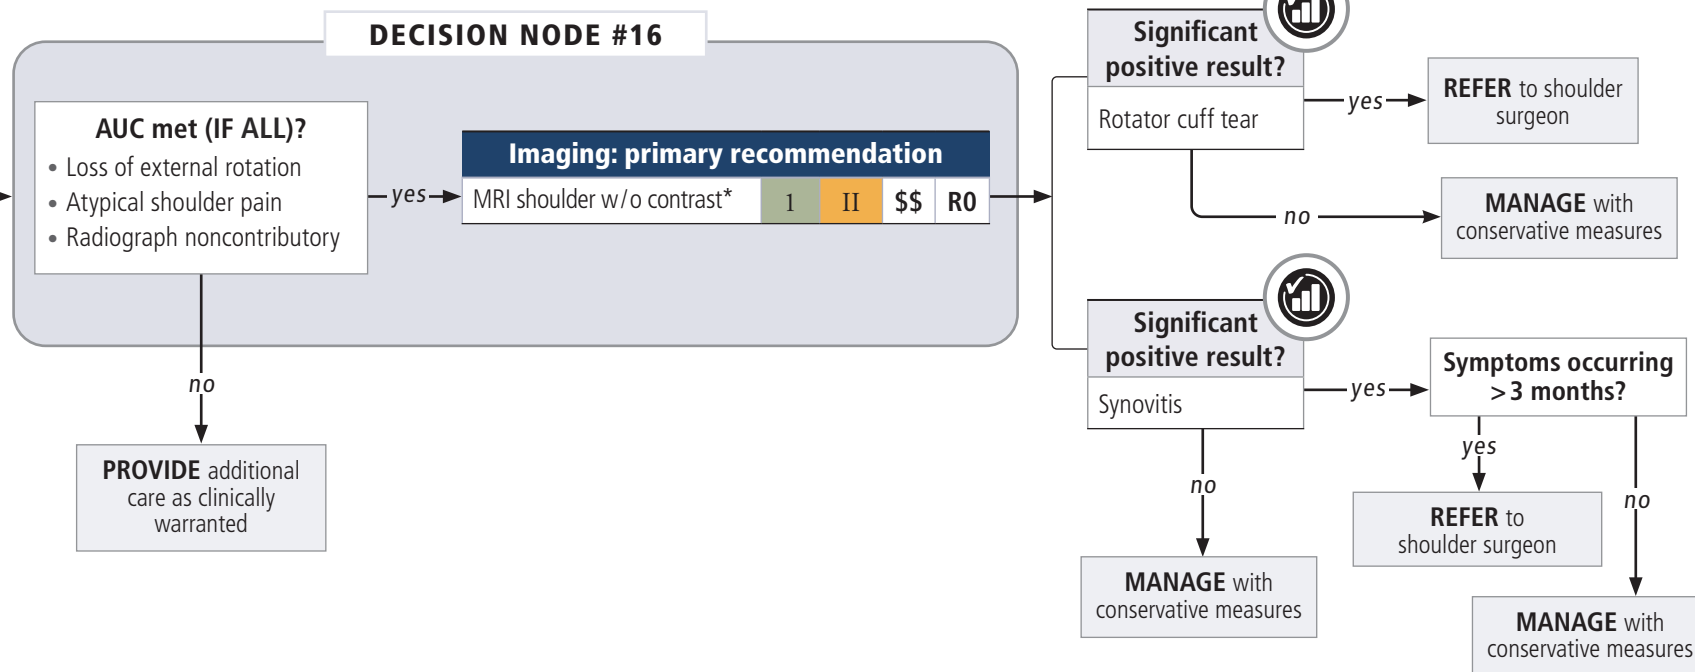 DECISION NODE #16
AUC met (IF ALL)?
• Loss of external rotation
• Atypical shoulder pain
• Radiograph noncontributory
yes
Imaging: primary recommendation
MRI shoulder w/o contrast* 1 II $$ R0
no
PROVIDE additional
care as clinically
warranted
Significant
positive result?
Rotator cuff tear
yes
REFER to shoulder
surgeon
no
MANAGE with
conservative measures
Significant
positive result?
Synovitis
yes
Symptoms occurring
>3 months?
yes
REFER to
shoulder surgeon
no
MANAGE with
conservative measures
no
MANAGE with
conservative measures